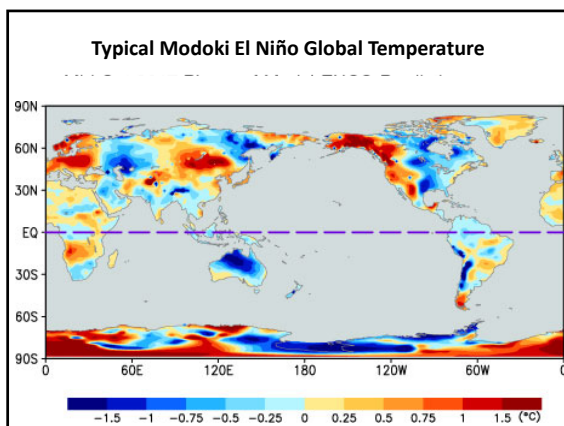 Typical Modoki El Niño Global Temperature
90N
60N
30N
EQ
30S
60S
90S
0 60E 120E 180 120W 60W 0
-1.5 -1 -0.75 -0.5 -0.25 0 0.25 0.5 0.75 1 1.5 (°C)